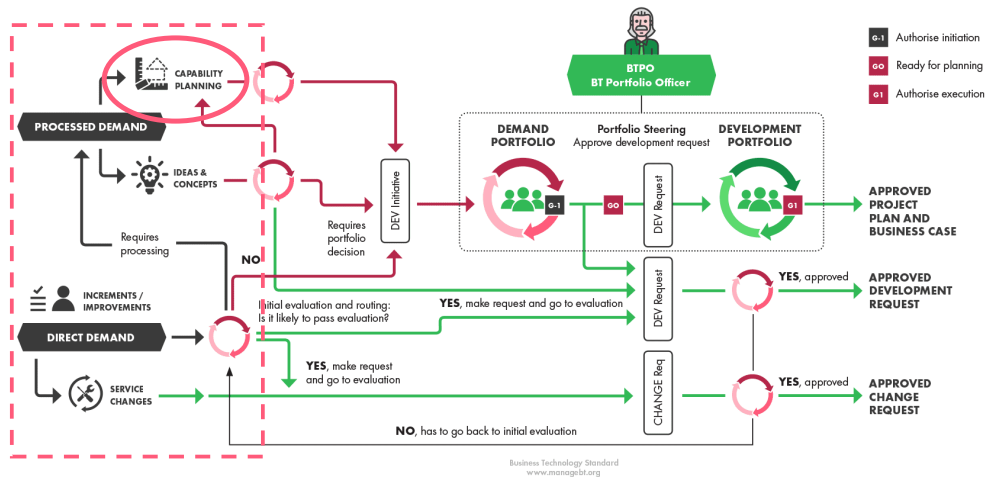 BTPO
BT Portfolio Officer
G-1 Authorise initiation
GO Ready for planning
G1 Authorise execution
CAPABILITY
PLANNING
PROCESSED DEMAND
IDEAS &
CONCEPTS
Requires
processing
NO
INCREMENTS /
IMPROVEMENTS
DIRECT DEMAND
SERVICE
CHANGES
Requires
portfolio
decision
DEV Initiative
DEMAND
PORTFOLIO
G-1
Portfolio Steering
Approve development request
GO
DEV Request
DEVELOPMENT
PORTFOLIO
G1
APPROVED
PROJECT
PLAN AND
BUSINESS CASE
Initial evaluation and routing:
Is it likely to pass evaluation?
YES, make request and go to evaluation
DEV Request
YES, approved
APPROVED
DEVELOPMENT
REQUEST
YES, make request
and go to evaluation
CHANGE Req
YES, approved
APPROVED
CHANGE
REQUEST
NO, has to go back to initial evaluation
Business Technology Standard
www.managebt.org